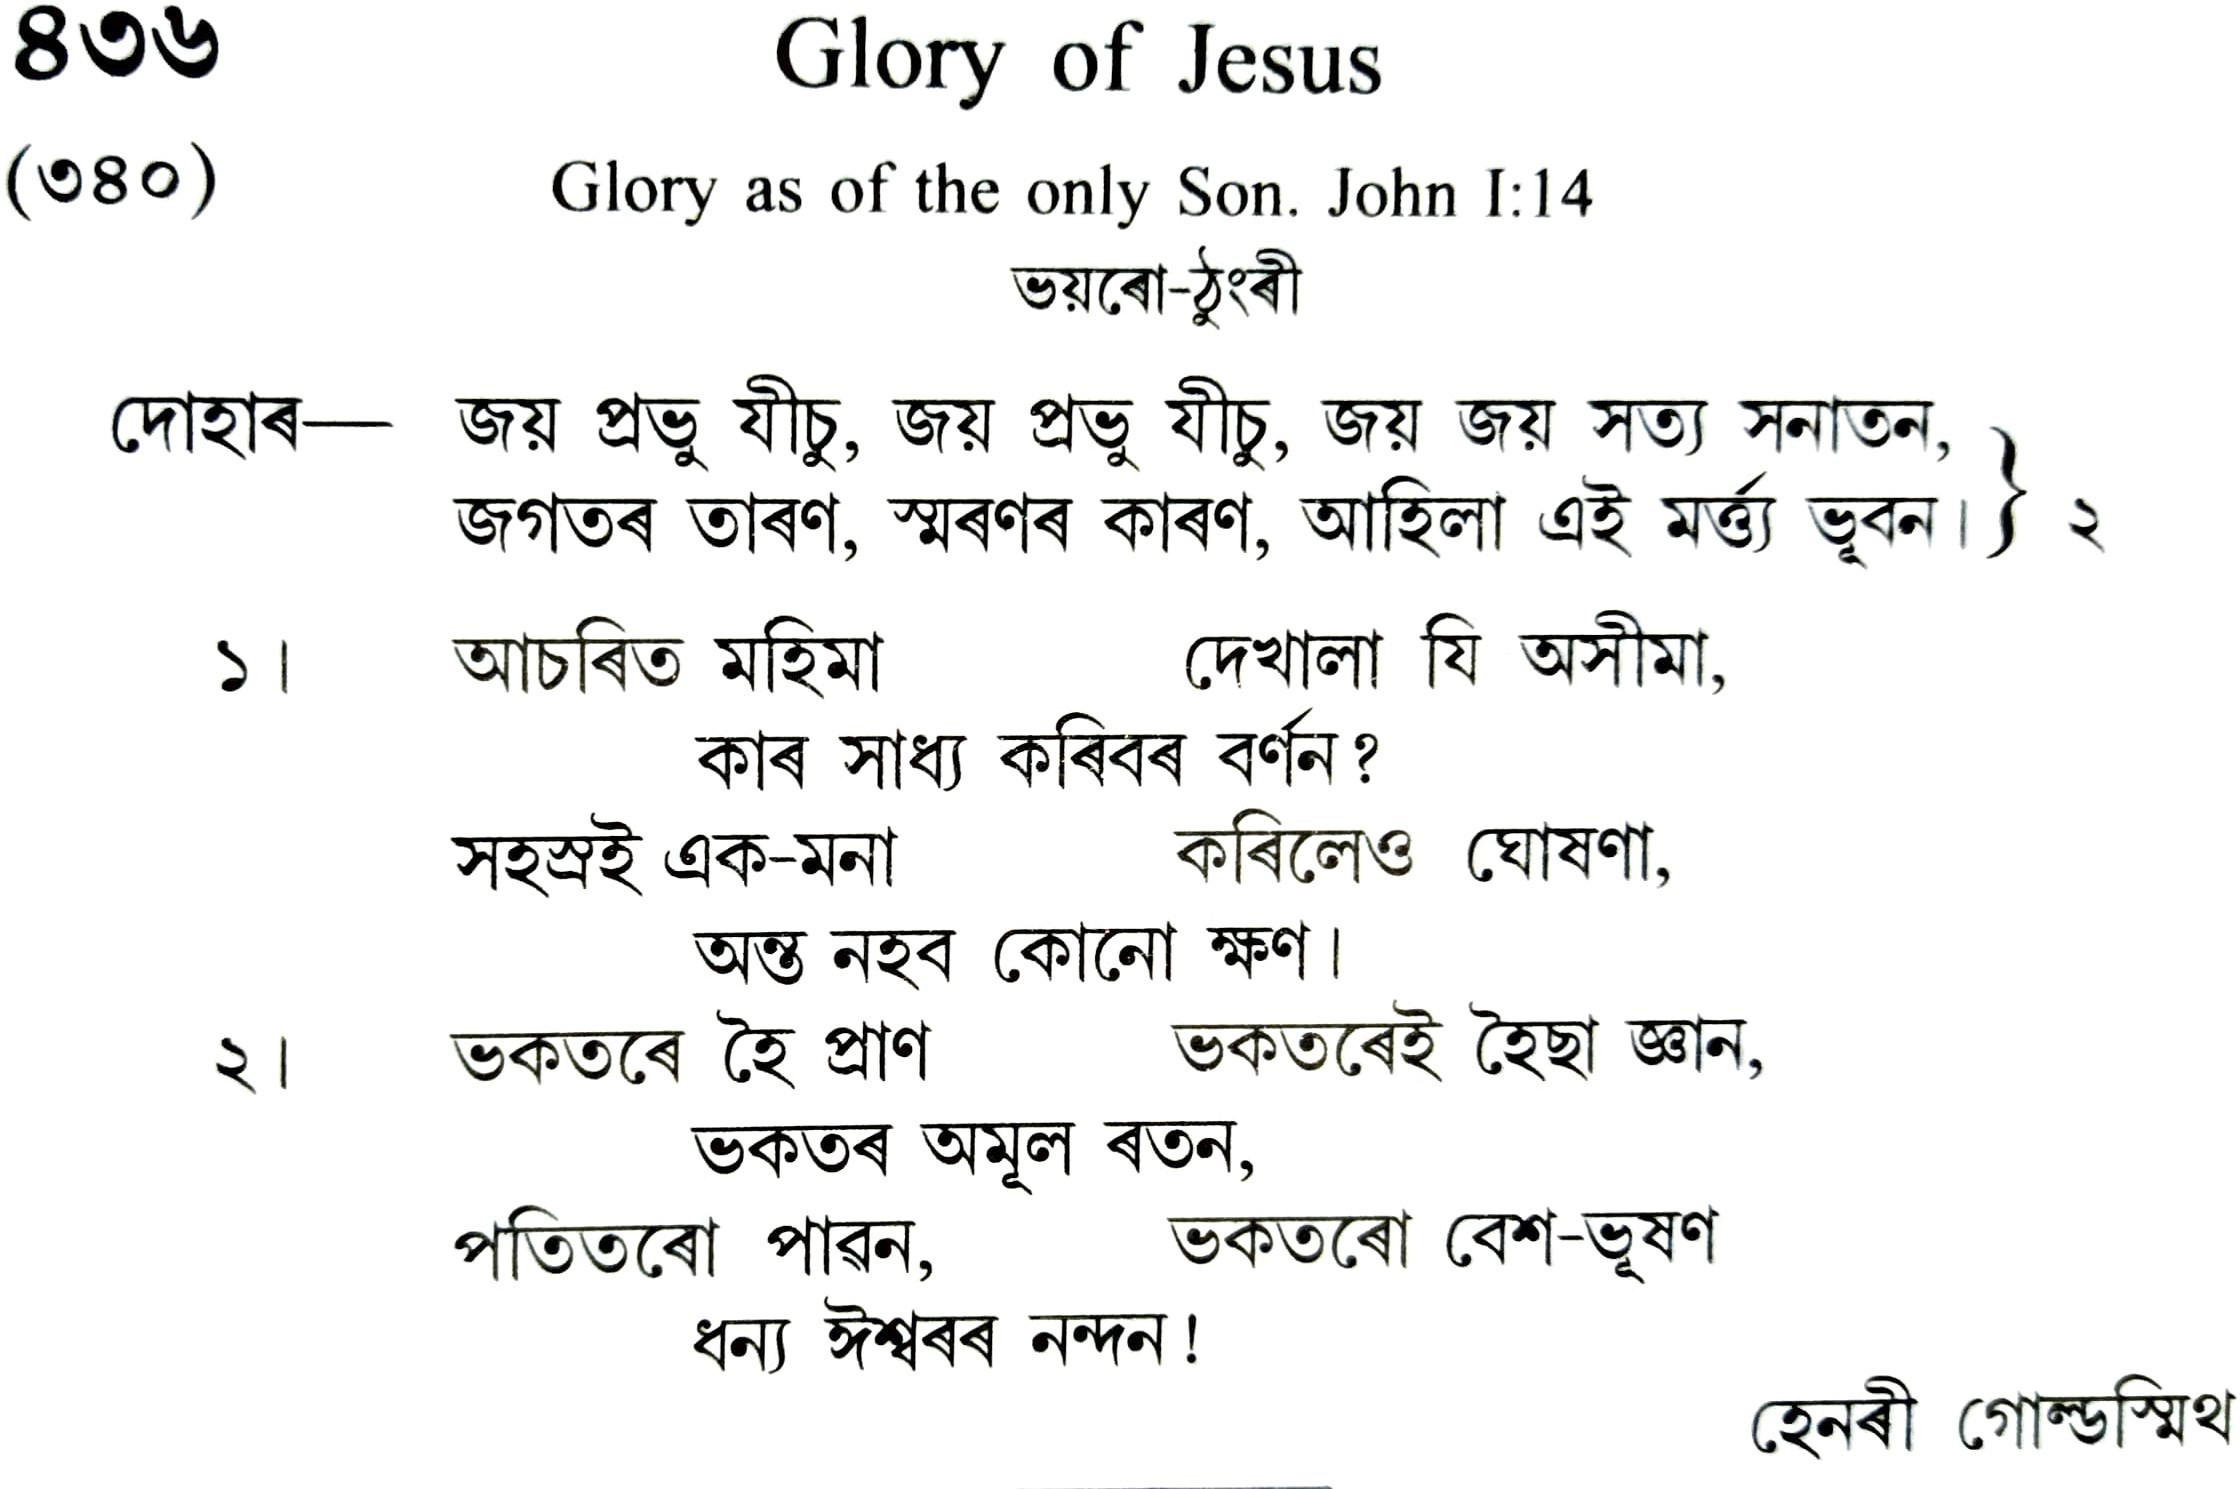 ৪৩৬ Glory of Jesus
(৩৪০) Glory as of the only Son. John I:14
ভয়ৰো-ঠুংৰী
দোহাৰ— জয় প্ৰভু যীচু, জয় প্ৰভু যীচু, জয় জয় সত্য সনাতন,
জগতৰ তাৰণ, স্মৰণৰ কাৰণ, আহিলা এই মৰ্ত্ত্য ভূবন। } ২
১। আচৰিত মহিমা দেখালা যি অসীমা,
কাৰ সাধ্য কৰিবৰ বৰ্ণন?
সহস্ৰই এক-মনা কৰিলেও ঘোষণা,
অন্ত নহব কোনো ক্ষণ।
২। ভকতৰে হৈ প্ৰাণ ভকতৰেই হৈছা জ্ঞান,
ভকতৰ অমূল ৰতন,
পতিতৰো পাৱন, ভকতৰো বেশ-ভূষণ
ধন্য ঈশ্বৰৰ নন্দন!
হেনৰী গোল্ডস্মিথ